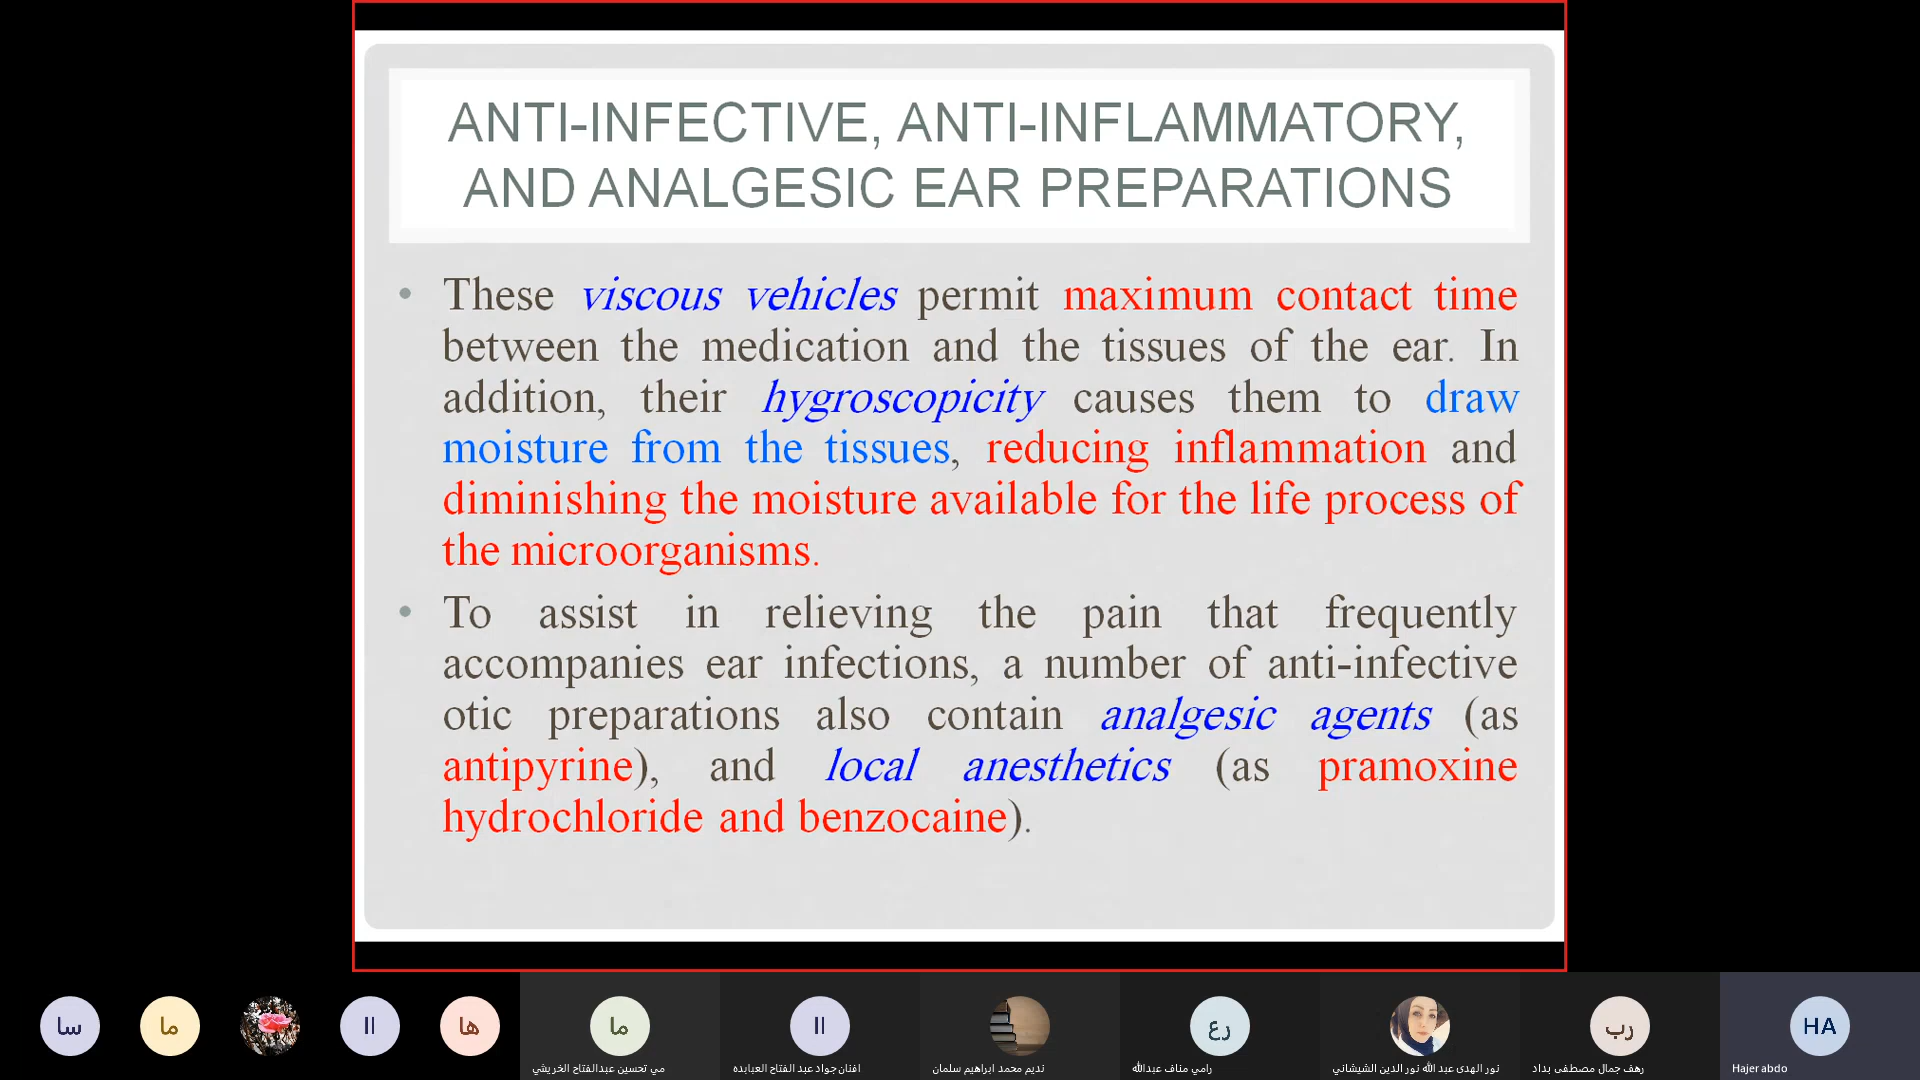 ANTI-INFECTIVE, ANTI-INFLAMMATORY,
AND ANALGESIC EAR PREPARATIONS
• These viscous vehicles permit maximum contact time
between the medication and the tissues of the ear. In
addition, their hygroscopicity causes them to draw
moisture from the tissues, reducing inflammation and
diminishing the moisture available for the life process of
the microorganisms.
• To assist in relieving the pain that frequently
accompanies ear infections, a number of anti-infective
otic preparations also contain analgesic agents (as
antipyrine), and local anesthetics (as pramoxine
hydrochloride and benzocaine).
سا
ما
اا
ها
ما
اا
رع
رب
HA
مي تحسين عبدالفتاح الخريشي
افنان جواد عبد الفتاح العبابده
نديم محمد ابراهيم سلمان
رامي مناف عبدالله
نور الهدى عبد الله نور الدين الشيشاني
رهف جمال مصطفى بداد
Hajer abdo